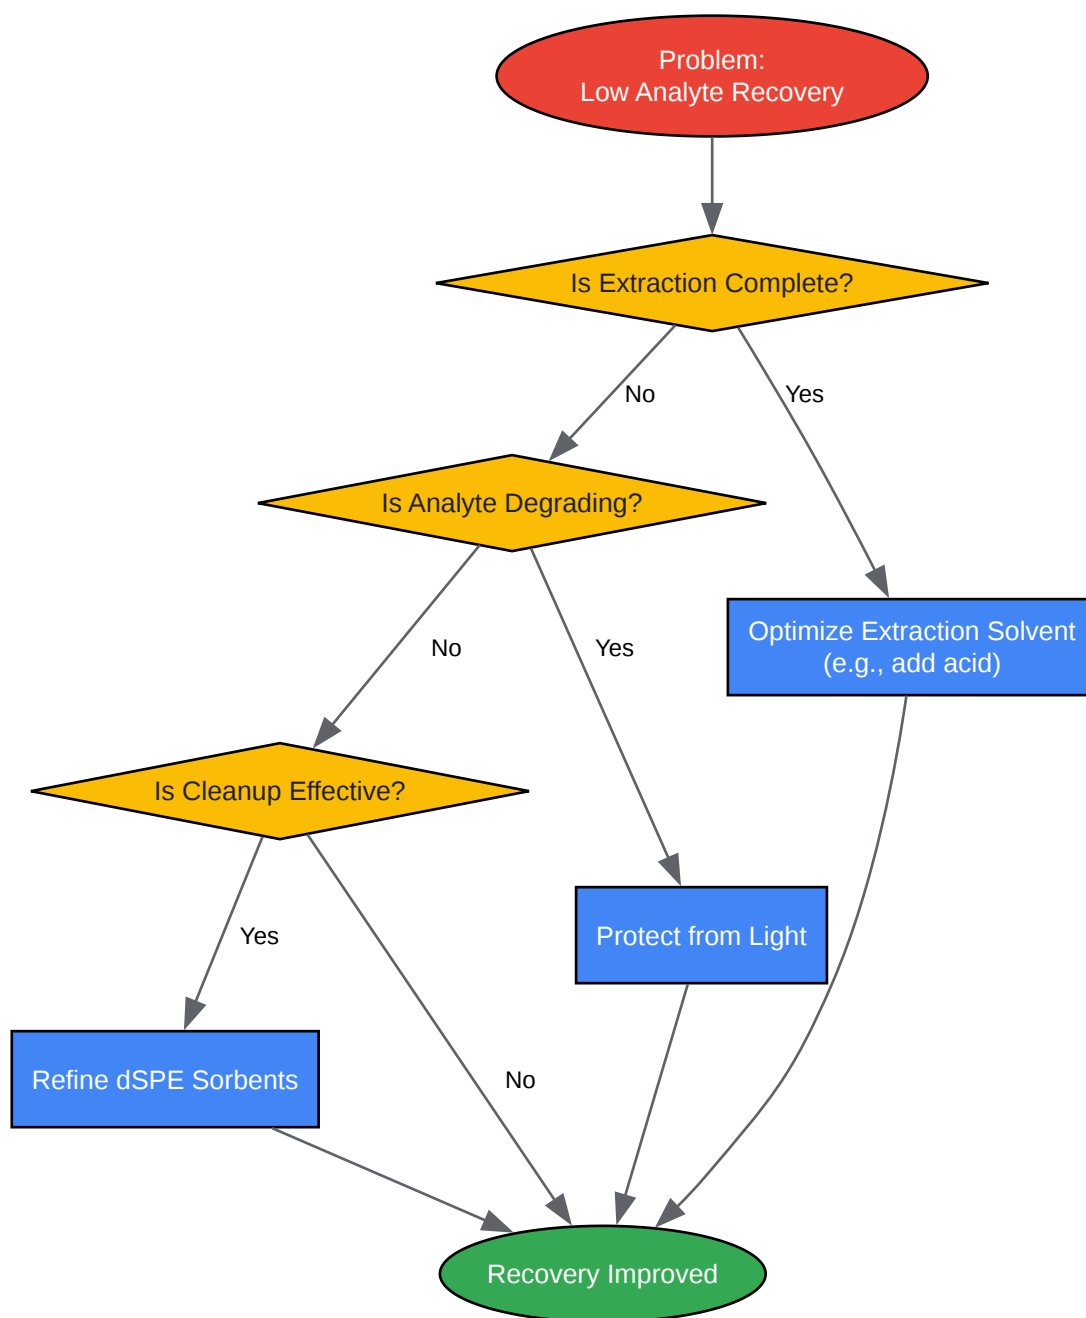 Problem:
Low Analyte Recovery
Is Extraction Complete?
No
Yes
Is Analyte Degrading?
Optimize Extraction Solvent
(e.g., add acid)
No
Yes
Is Cleanup Effective?
Yes
Protect from Light
Refine dSPE Sorbents
No
Recovery Improved